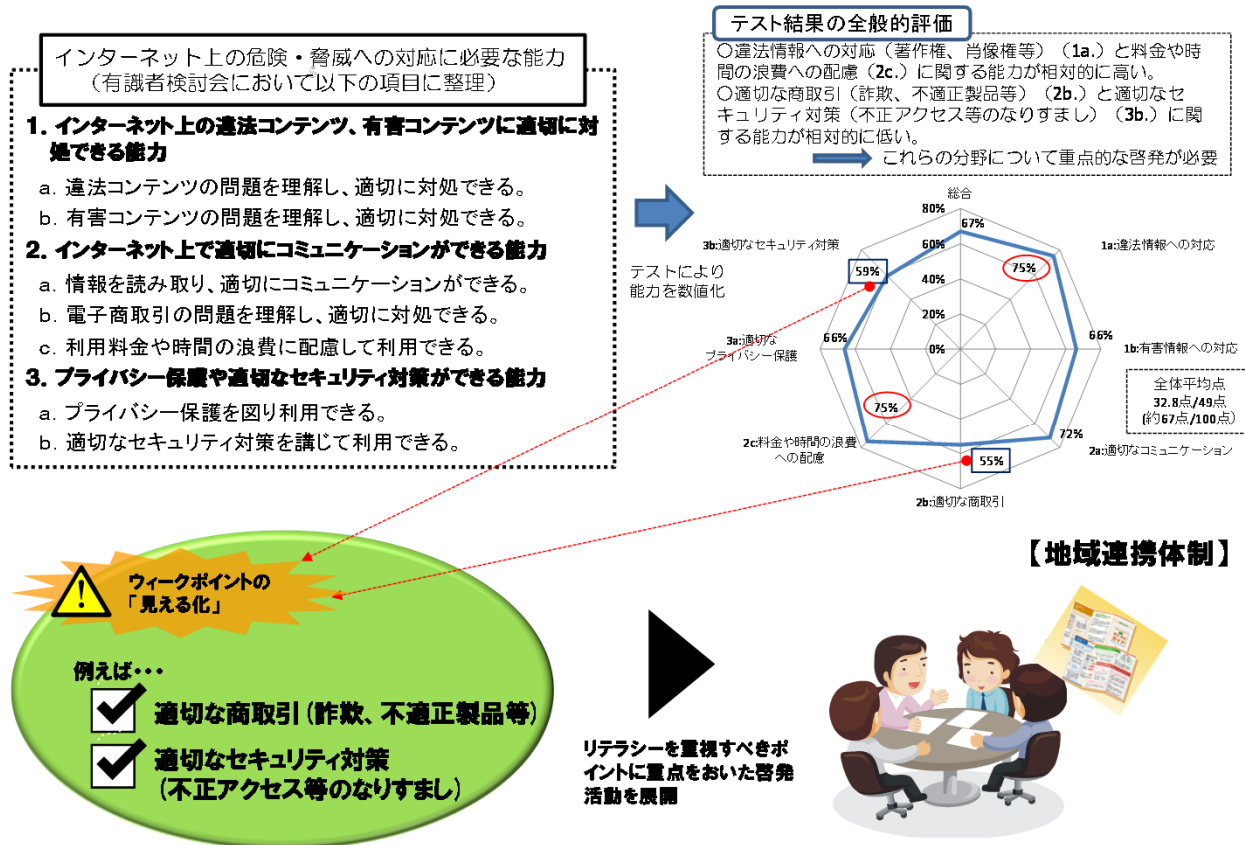 インターネット上の危険・脅威への対応に必要な能力
（有識者検討会において以下の項目に整理）
1. インターネット上の違法コンテンツ、有害コンテンツに適切に対
処できる能力
a. 違法コンテンツの問題を理解し、適切に対処できる。
b. 有害コンテンツの問題を理解し、適切に対処できる。
2. インターネット上で適切にコミュニケーションができる能力
a. 情報を読み取り、適切にコミュニケーションができる。
b. 電子商取引の問題を理解し、適切に対処できる。
c. 利用料金や時間の浪費に配慮して利用できる。
3. プライバシー保護や適切なセキュリティ対策ができる能力
a. プライバシー保護を図り利用できる。
b. 適切なセキュリティ対策を講じて利用できる。
テストにより
能力を数値化
テスト結果の全般的評価
○違法情報への対応（著作権、肖像権等）（1a.）と料金や時
間の浪費への配慮（2c.）に関する能力が相対的に高い。
○適切な商取引（詐欺、不適正製品等）（2b.）と適切なセ
キュリティ対策（不正アクセス等のなりすまし）（3b.）に関
する能力が相対的に低い。
これらの分野について重点的な啓発が必要
総合
80%
67%
60%
40%
20%
0%
1a:違法情報への対応
75%
66%
1b:有害情報への対応
全体平均点
32.8点/49点
(約67点/100点)
72%
2a:適切なコミュニケーション
55%
2b:適切な商取引
75%
2c:料金や時間の浪費
への配慮
66%
3a:適切な
プライバシー保護
59%
3b:適切なセキュリティ対策
ウィークポイントの
「見える化」
例えば・・・
適切な商取引（詐欺、不適正製品等）
適切なセキュリティ対策
（不正アクセス等のなりすまし）
リテラシーを重視すべきポ
イントに重点をおいた啓発
活動を展開
【地域連携体制】